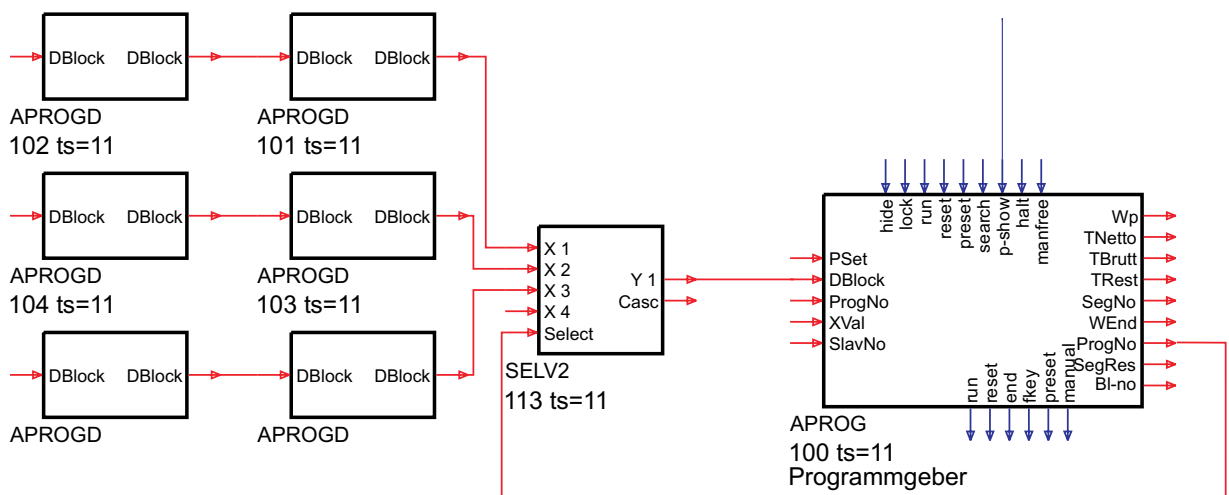 DBlock DBlock
APROGD
102 ts=11
DBlock DBlock
APROGD
101 ts=11
DBlock DBlock
APROGD
104 ts=11
DBlock DBlock
APROGD
103 ts=11
DBlock DBlock
APROGD
DBlock DBlock
APROGD
X 1
X 2
X 3
X 4
Select
Y 1
Casc
SELV2
113 ts=11
hide
lock
run
reset
preset
search
p-show
halt
manfree
PSet
DBlock
ProgNo
XVal
SlavNo
Wp
TNetto
TBrutt
TRest
SegNo
WEnd
ProgNo
SegRes
Bl-no
run
reset
end
fkey
preset
manual
APROG
100 ts=11
Programmgeber